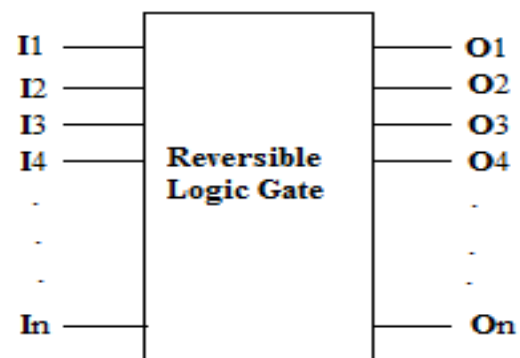 I1
O1
I2
O2
I3
O3
I4
O4
Reversible
Logic Gate
.
.
.
.
.
.
In
On